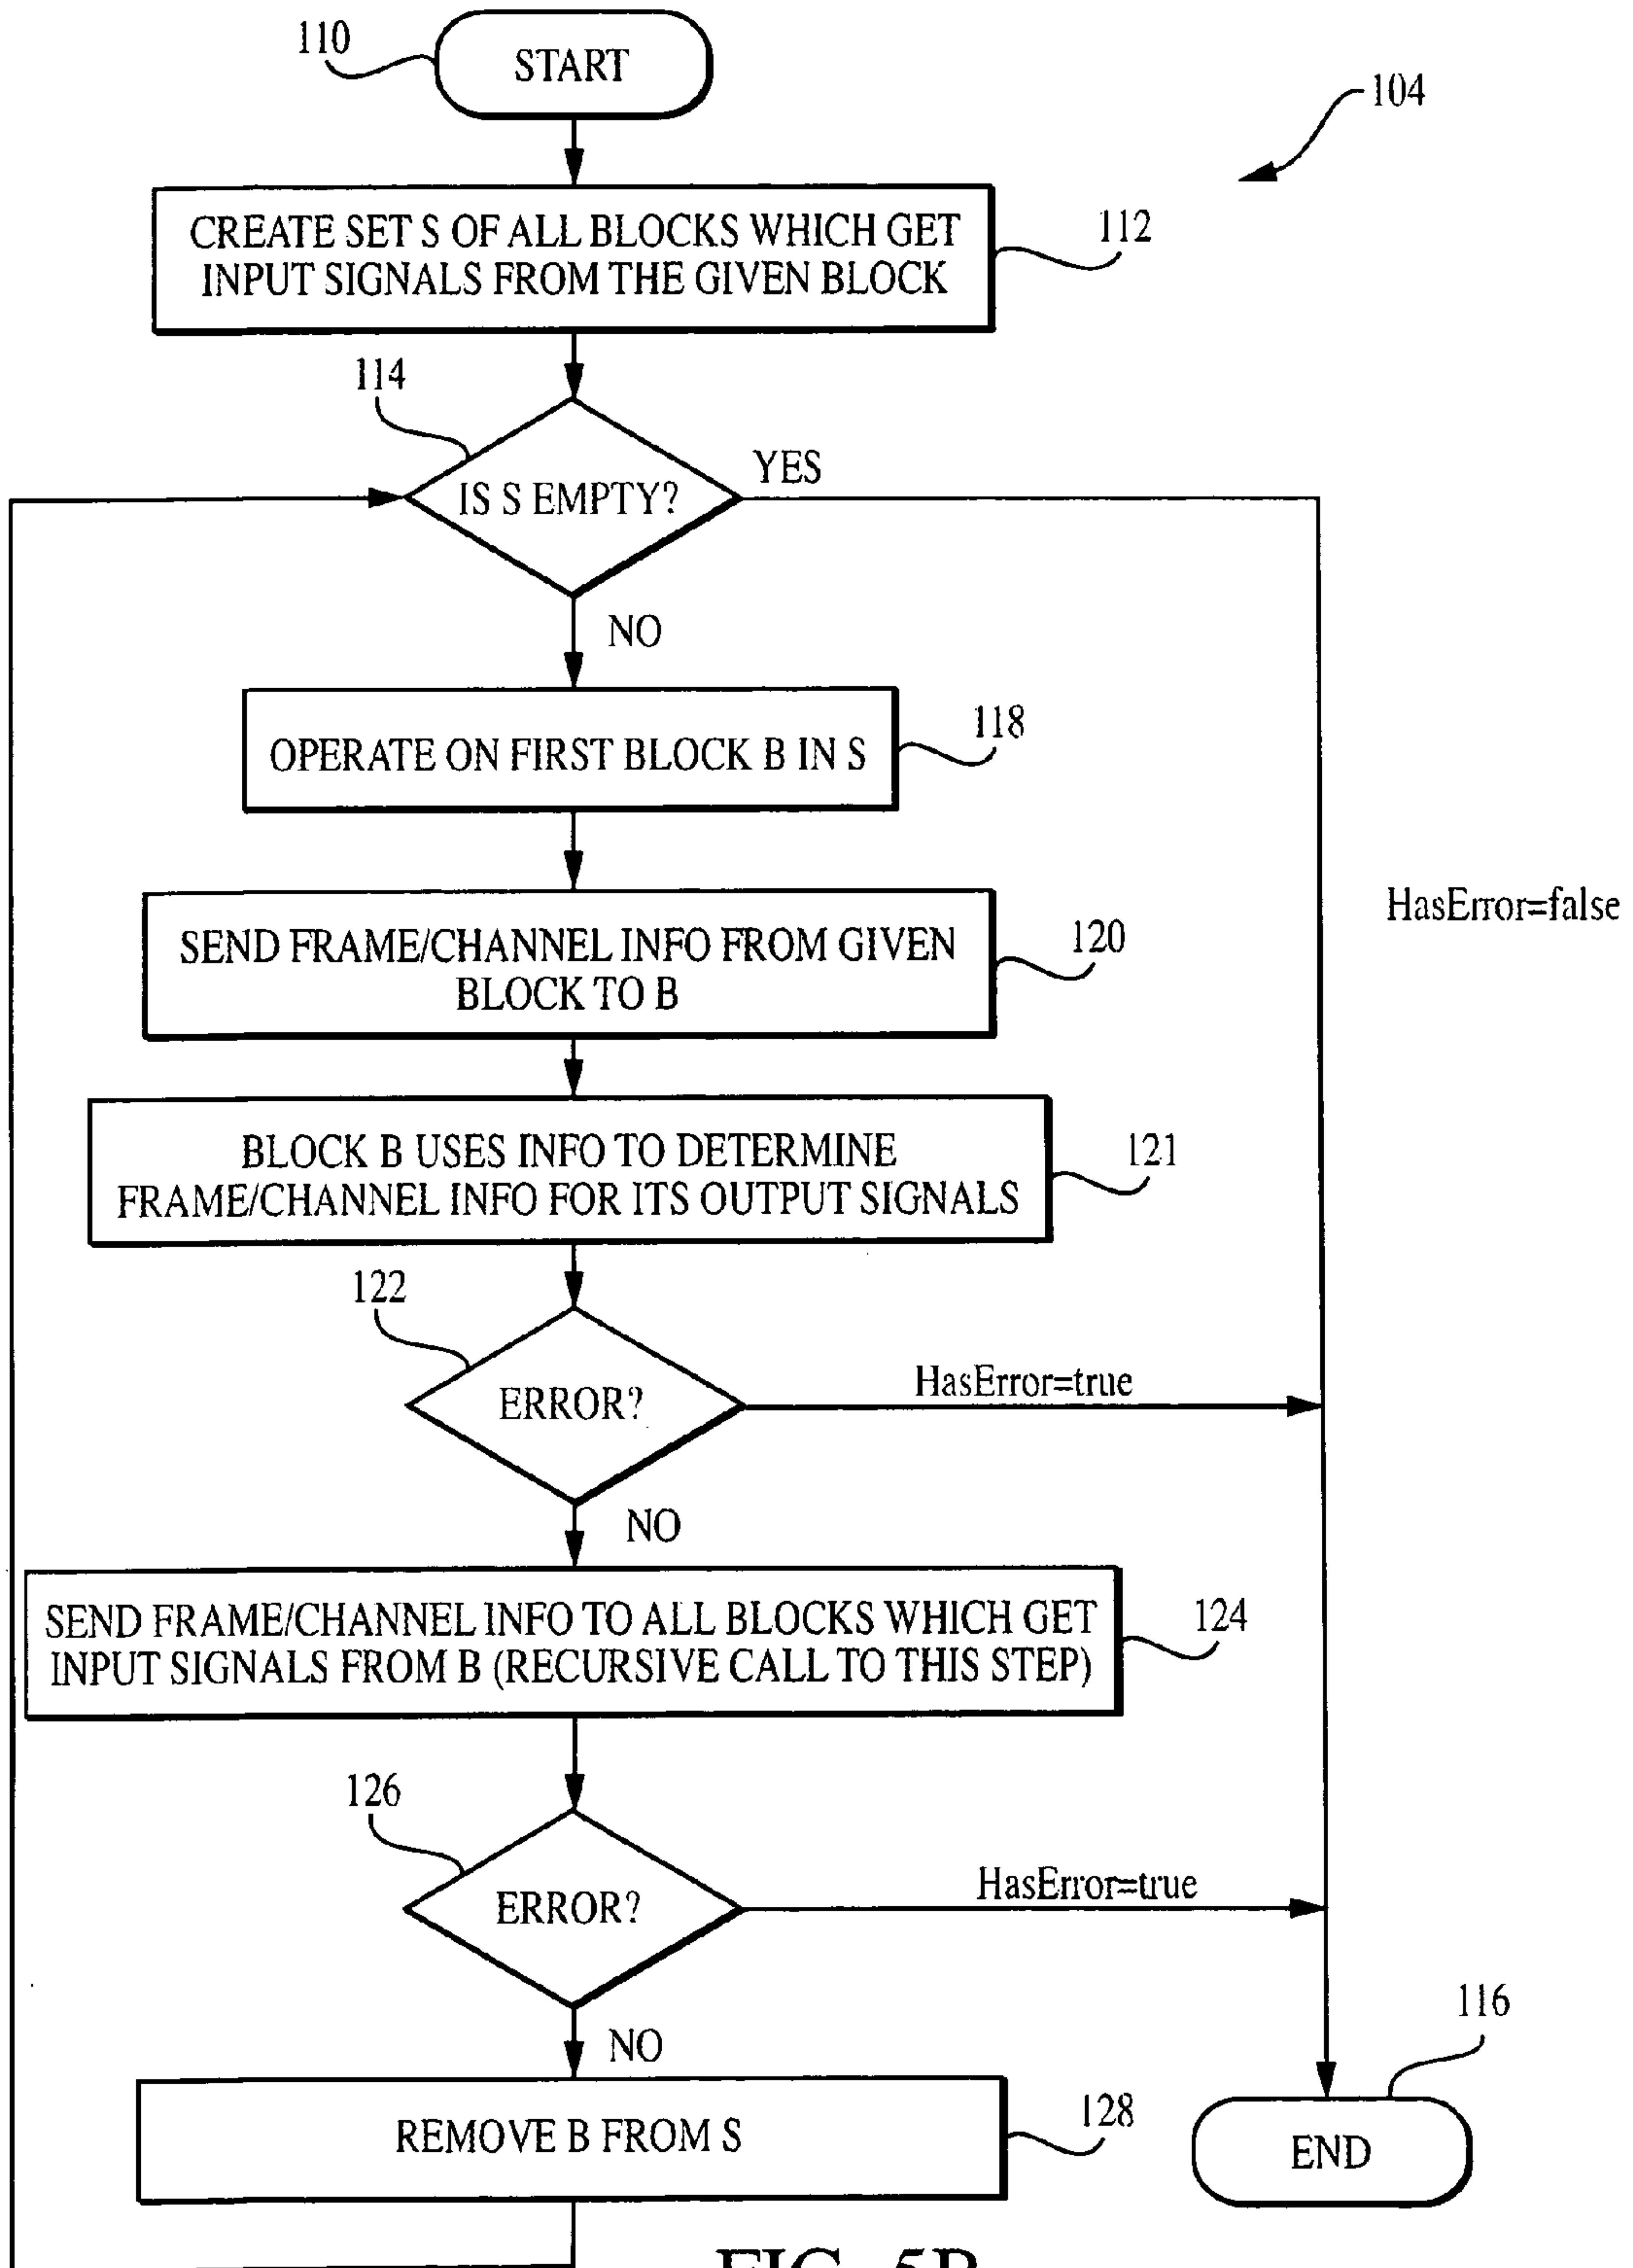 110
START
104
CREATE SET S OF ALL BLOCKS WHICH GET
INPUT SIGNALS FROM THE GIVEN BLOCK
112
114
IS S EMPTY?
YES
NO
OPERATE ON FIRST BLOCK B IN S
118
HasError=false
SEND FRAME/CHANNEL INFO FROM GIVEN
BLOCK TO B
120
BLOCK B USES INFO TO DETERMINE
FRAME/CHANNEL INFO FOR ITS OUTPUT SIGNALS
121
122
ERROR?
HasError=true
NO
SEND FRAME/CHANNEL INFO TO ALL BLOCKS WHICH GET
INPUT SIGNALS FROM B (RECURSIVE CALL TO THIS STEP)
124
126
ERROR?
HasError=true
NO
116
REMOVE B FROM S
128
END
FIG. 5B